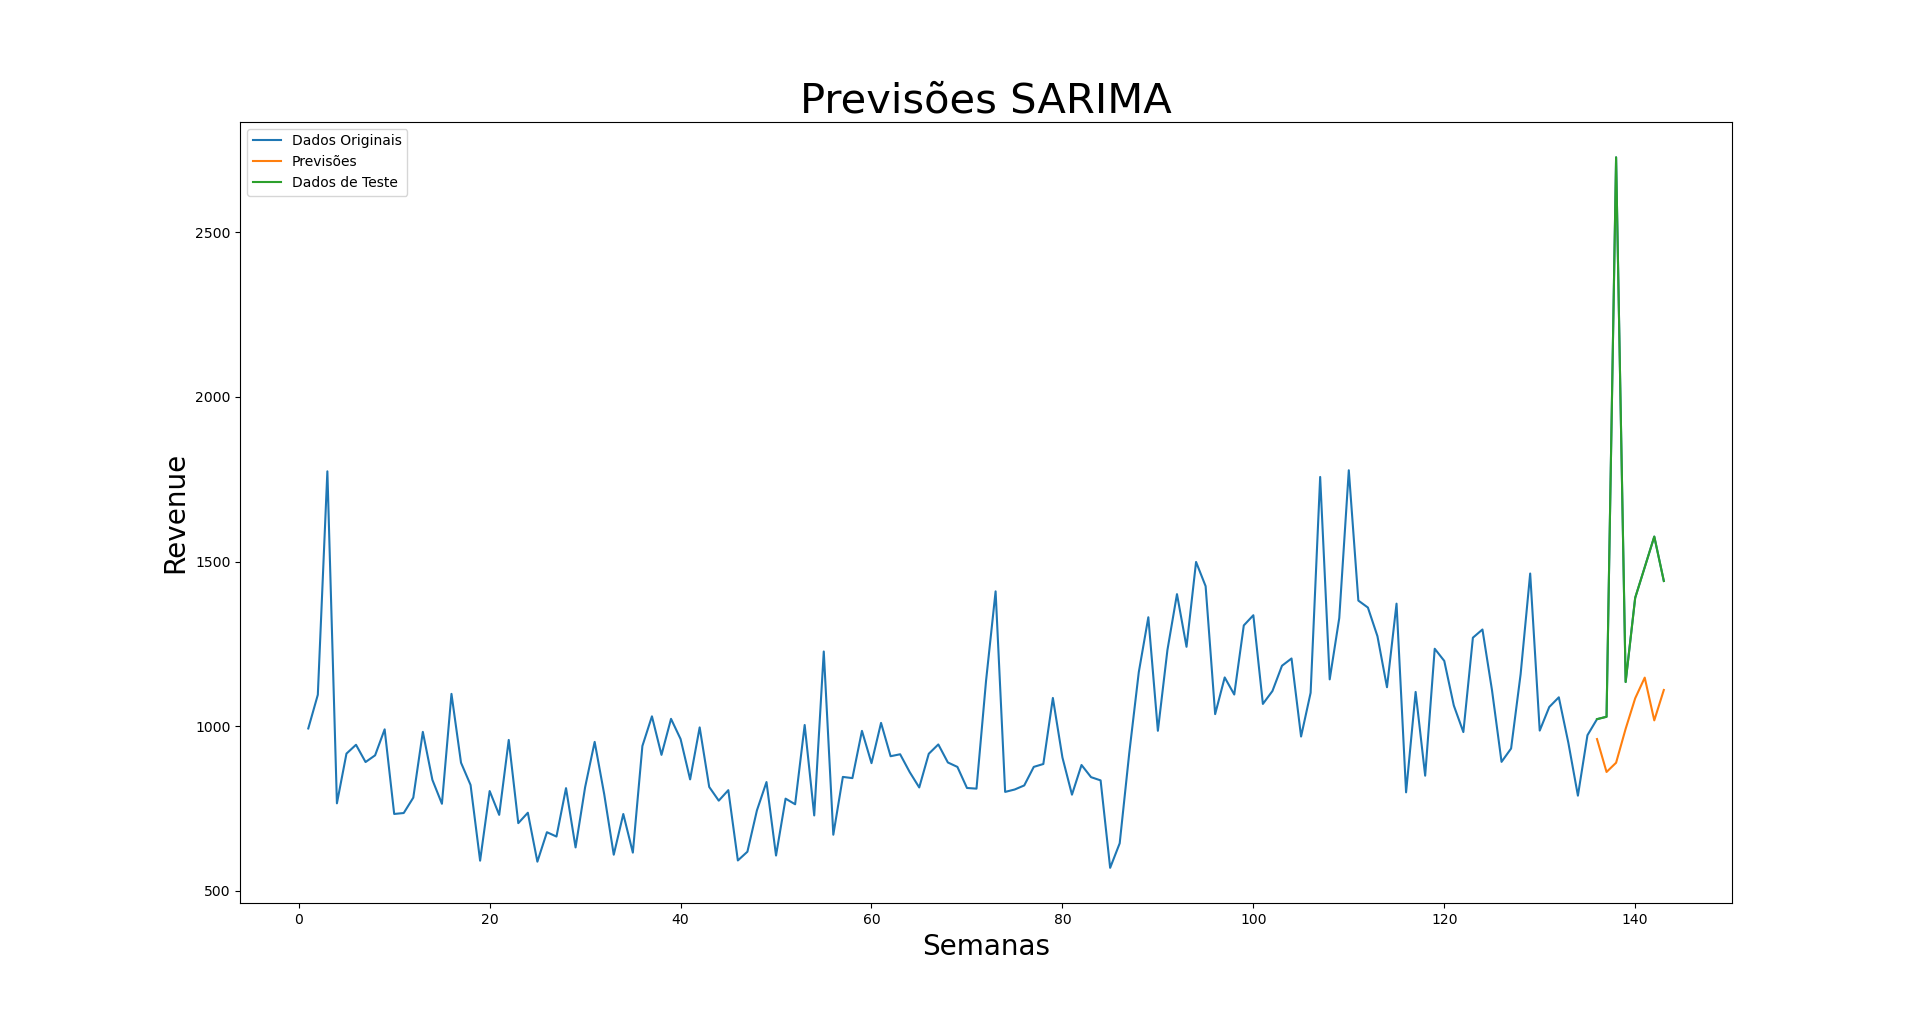 Previsões SARIMA
Dados Originais
Previsões
Dados de Teste
Revenue
2500
2000
1500
1000
500
0 20 40 60 80 100 120 140
Semanas